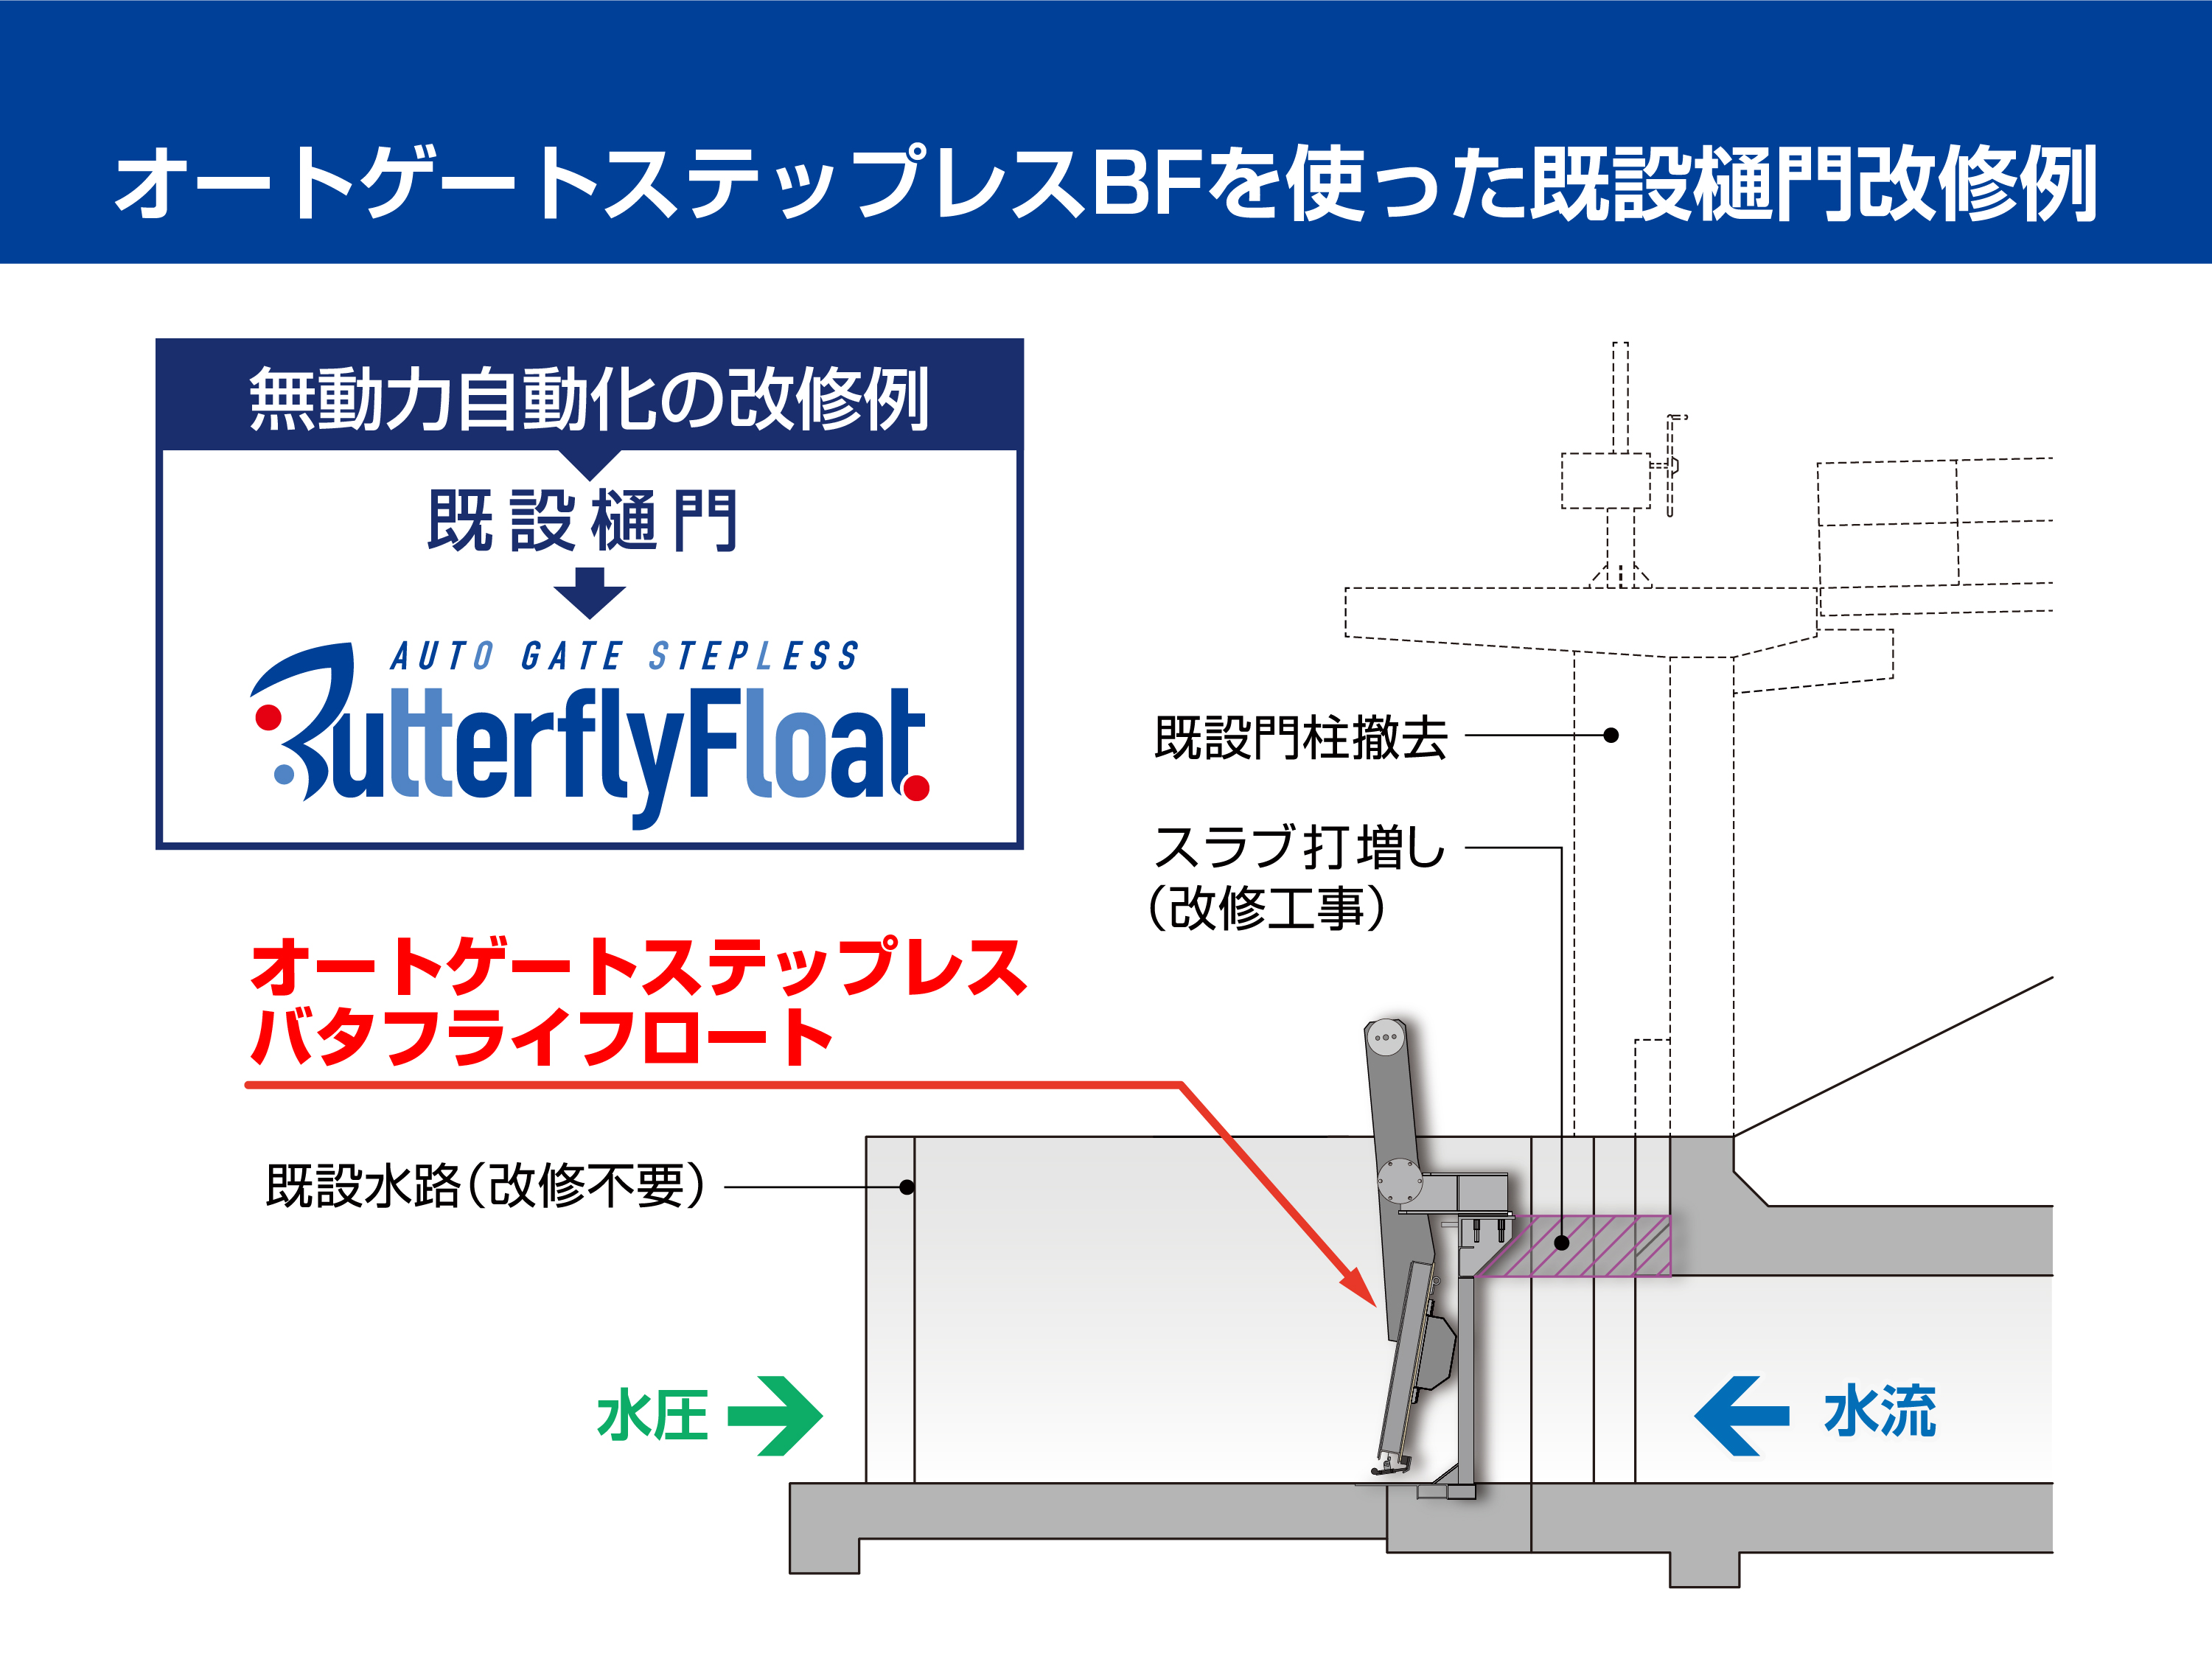 オートゲートステップレスBFを使った既設樋門改修例
無動力自動化の改修例
既設樋門
AUTO GATE STEPLESS
ButterflyFloat
既設門柱撤去
スラブ打増し
（改修工事）
オートゲートステップレス
バタフライフロート
既設水路（改修不要）
水圧
水流